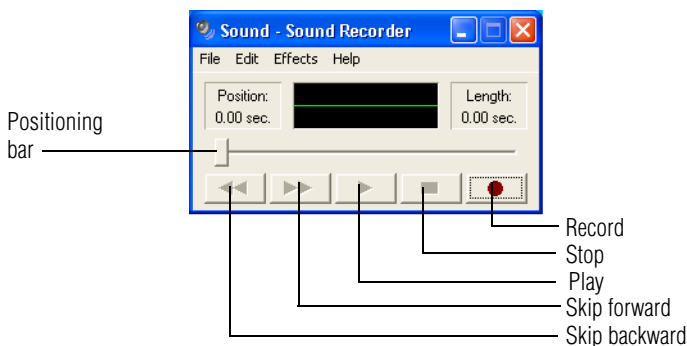 Sound - Sound Recorder
File Edit Effects Help
Position:
0.00 sec.
Length:
0.00 sec.
Positioning
bar
Record
Stop
Play
Skip forward
Skip backward